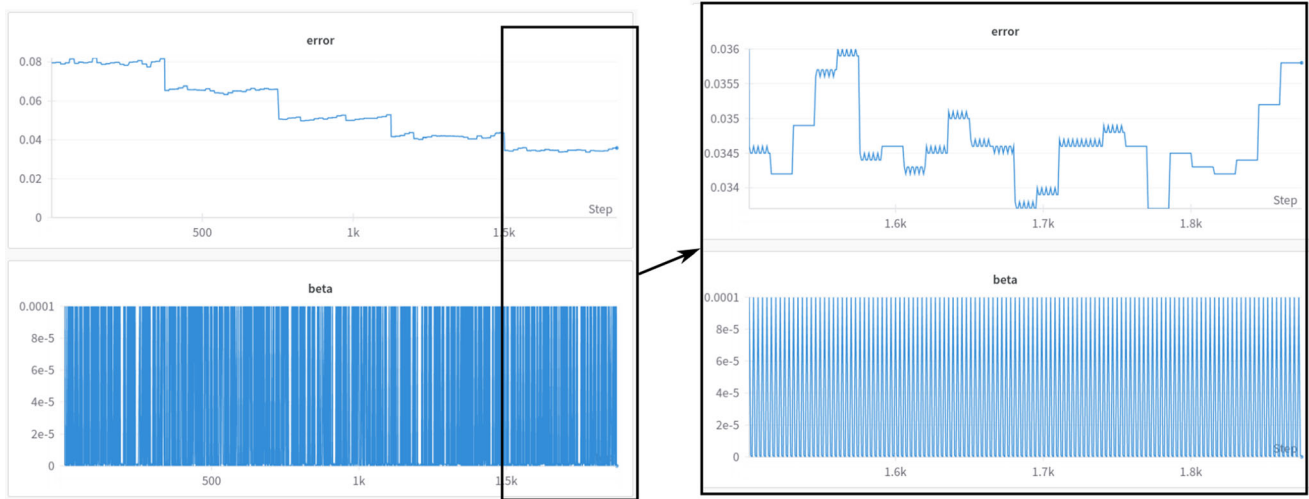 error
0.08
0.06
0.04
0.02
0
Step
500
1k
1.5k
beta
0.0001
8e-5
6e-5
4e-5
2e-5
0
500
1k
1.5k
error
0.036
0.0355
0.035
0.0345
0.034
Step
1.6k
1.7k
1.8k
beta
0.0001
8e-5
6e-5
4e-5
2e-5
0
Step
1.6k
1.7k
1.8k